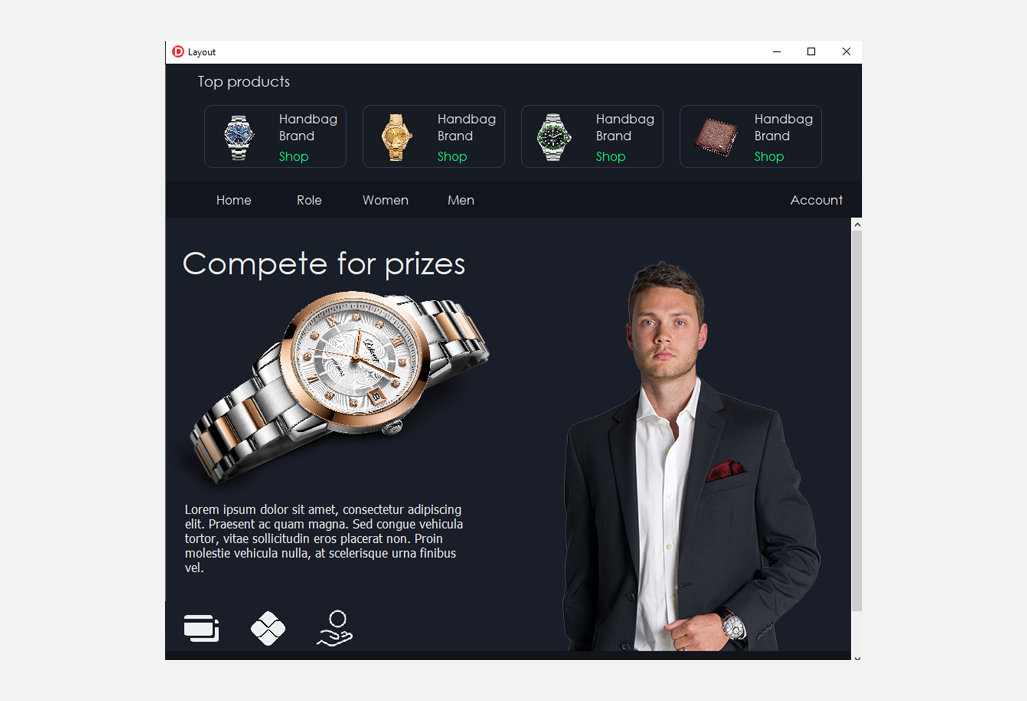 Layout
Top products
Handbag
Brand
Shop
Handbag
Brand
Shop
Handbag
Brand
Shop
Handbag
Brand
Shop
Home Role Women Men Account
Compete for prizes
Lorem ipsum dolor sit amet, consectetur adipiscing
elit. Praesent ac quam magna. Sed congue vehicula
tortor, vitae sollicitudin eros placerat non. Proin
molestie vehicula nulla, at scelerisque urna finibus
vel.